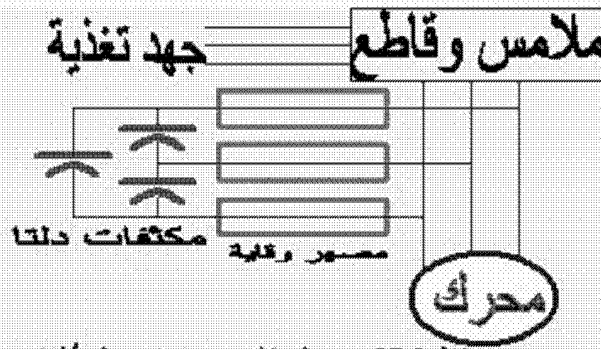 ملامس وقاطع
جهد تغذية
مكثفات دلتا
مصهر وقاية
محرك